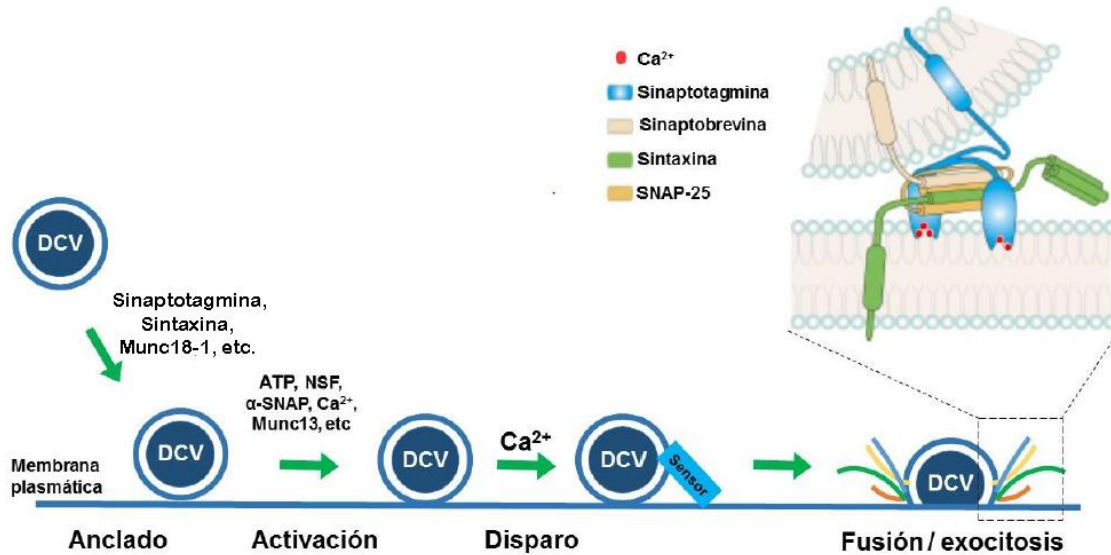 Ca²⁺
Sinaptotagmina
Sinaptobrevina
Sintaxina
SNAP-25
DCV
Sinaptotagmina,
Sintaxina,
Munc18-1, etc.
ATP, NSF,
α-SNAP, Ca²⁺,
Munc13, etc
Ca²⁺
DCV
DCV
DCV
Sensor
DCV
Membrana
plasmática
Anclado
Activación
Disparo
Fusión / exocitosis